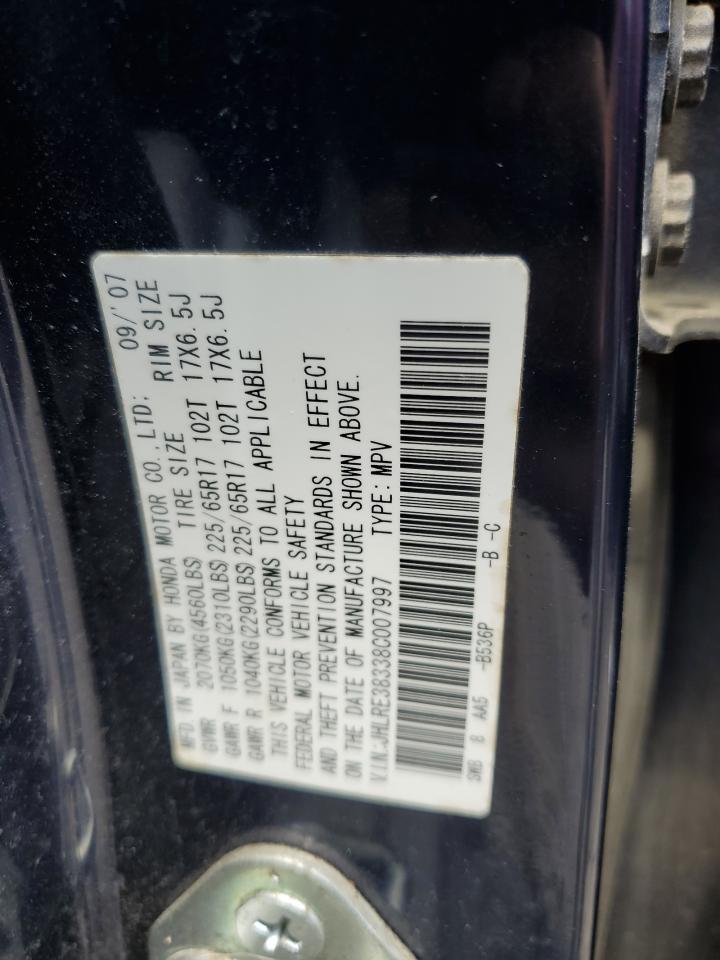 MFD. IN JAPAN BY HONDA MOTOR CO., LTD: 09/'07
GVWR 2070KG(4560LBS) TIRE SIZE RIM SIZE
GAWR F 1050KG(2310LBS) 225/65R17 102T 17X6.5J
GAWR R 1040KG(2290LBS) 225/65R17 102T 17X6.5J
THIS VEHICLE CONFORMS TO ALL APPLICABLE
FEDERAL MOTOR VEHICLE SAFETY
AND THEFT PREVENTION STANDARDS IN EFFECT
ON THE DATE OF MANUFACTURE SHOWN ABOVE.
V.I.N:JHLRE38338C007997 TYPE: MPV
SWB 8 AA5 -B536P -B -C